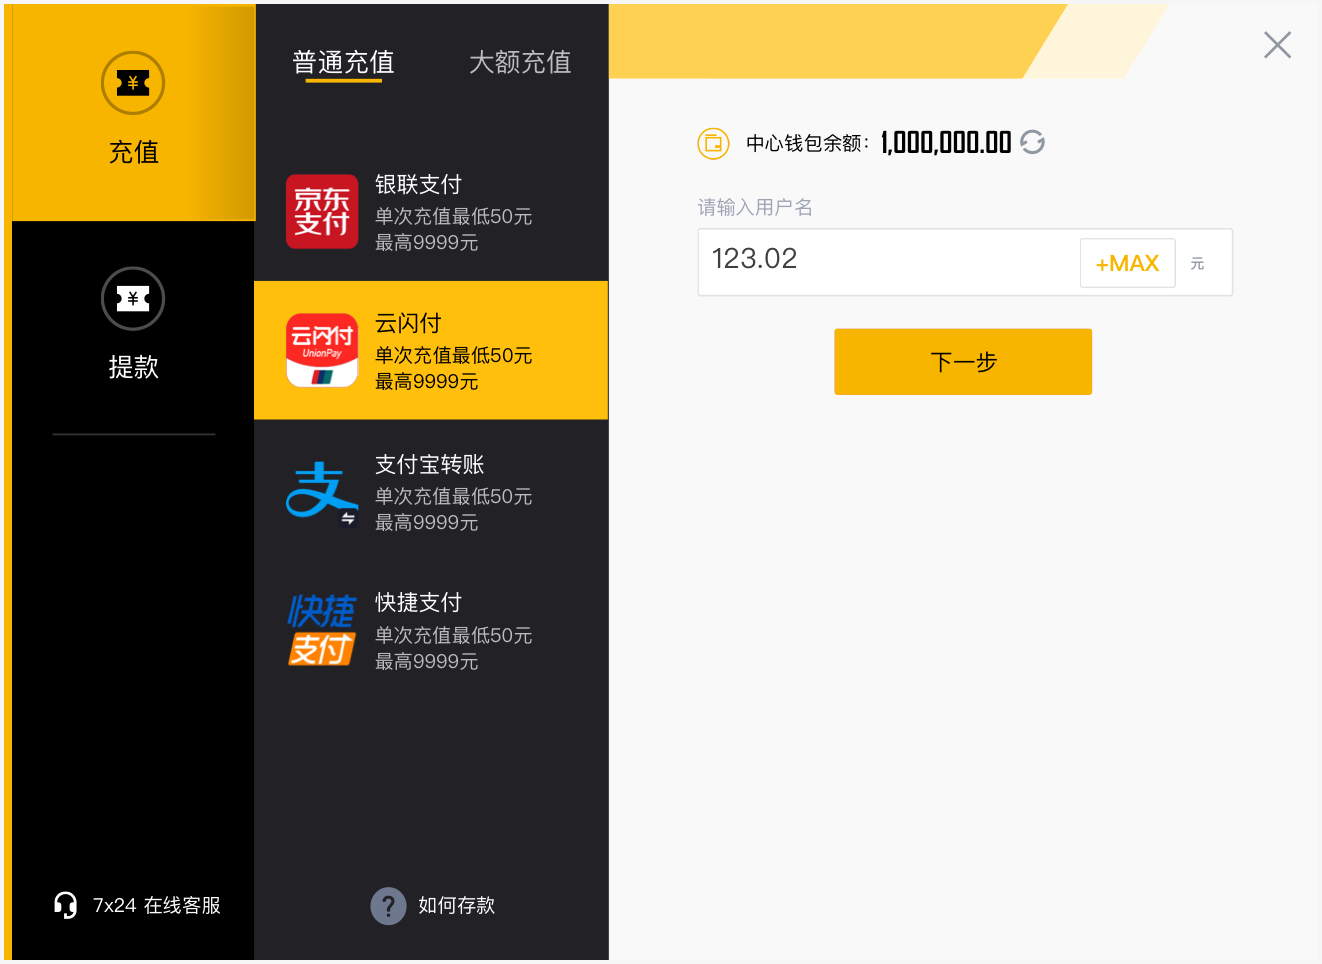 ¥
充值
¥
提款
7x24 在线客服
普通充值
大额充值
京东
支付
银联支付
单次充值最低50元
最高9999元
云闪付
UnionPay
云闪付
单次充值最低50元
最高9999元
支
支付宝转账
单次充值最低50元
最高9999元
快捷
支付
快捷支付
单次充值最低50元
最高9999元
?
如何存款
中心钱包余额：1,000,000.00
请输入用户名
123.02
+MAX
元
下一步